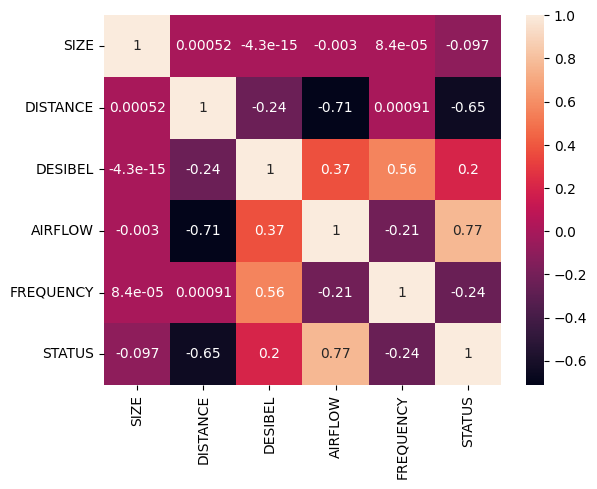 SIZE 1 0.00052 -4.3e-15 -0.003 8.4e-05 -0.097
DISTANCE 0.00052 1 -0.24 -0.71 0.00091 -0.65
DESIBEL -4.3e-15 -0.24 1 0.37 0.56 0.2
AIRFLOW -0.003 -0.71 0.37 1 -0.21 0.77
FREQUENCY 8.4e-05 0.00091 0.56 -0.21 1 -0.24
STATUS -0.097 -0.65 0.2 0.77 -0.24 1
SIZE DISTANCE DESIBEL AIRFLOW FREQUENCY STATUS
1.0
0.8
0.6
0.4
0.2
0.0
−0.2
−0.4
−0.6